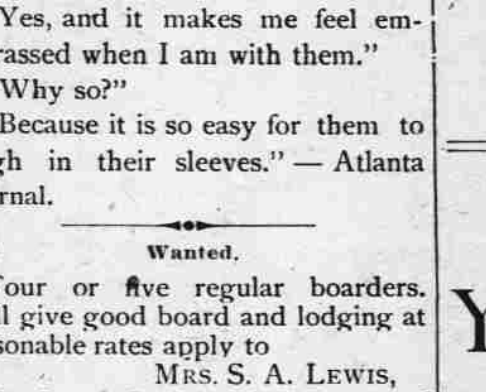 Yes, and it makes me feel em-
rassed when I am with them."
Why so?"
Because it is so easy for them to
gh in their sleeves." — Atlanta
rnal.
Wanted.
Four or five regular boarders.
l give good board and lodging at
sonable rates apply to
MRS. S. A. LEWIS,
Y